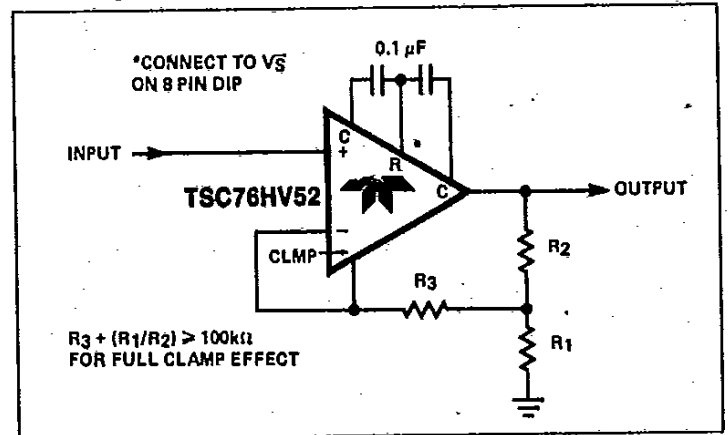 *CONNECT TO VS̄
ON 8 PIN DIP
0.1 µF
C
R
C
INPUT
+
TSC76HV52
OUTPUT
−
CLMP
R2
R3
R1
R3 + (R1/R2) ≥ 100kΩ
FOR FULL CLAMP EFFECT